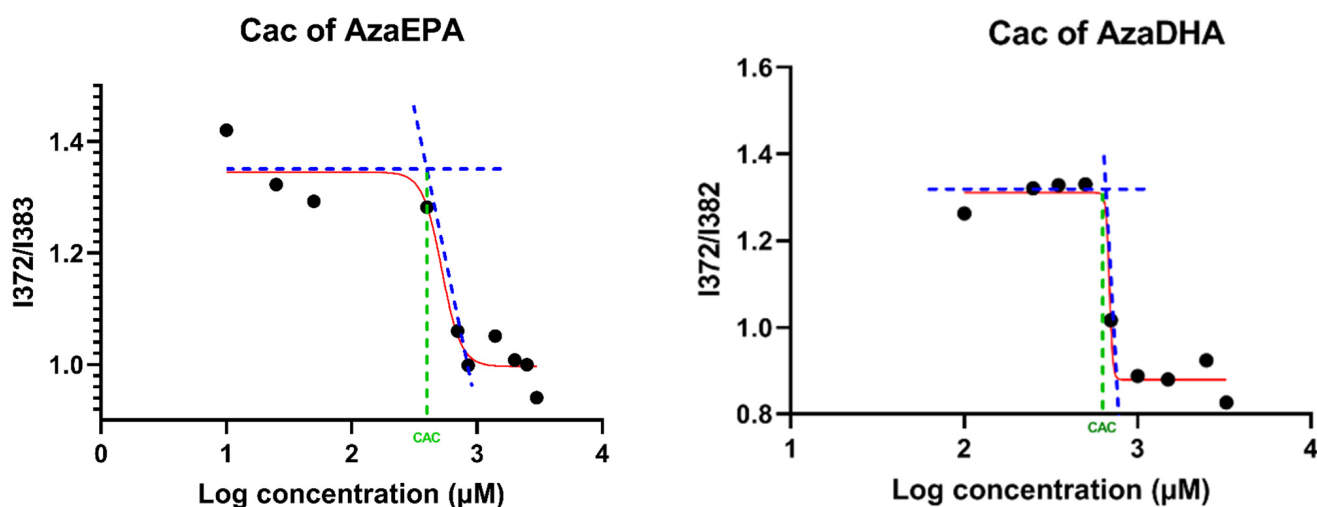 Cac of AzaEPA
I372/I383
1.4
1.2
1.0
0
1
2
3
4
CAC
Log concentration (µM)
Cac of AzaDHA
I372/I382
1.6
1.4
1.2
1.0
0.8
1
2
3
4
CAC
Log concentration (µM)